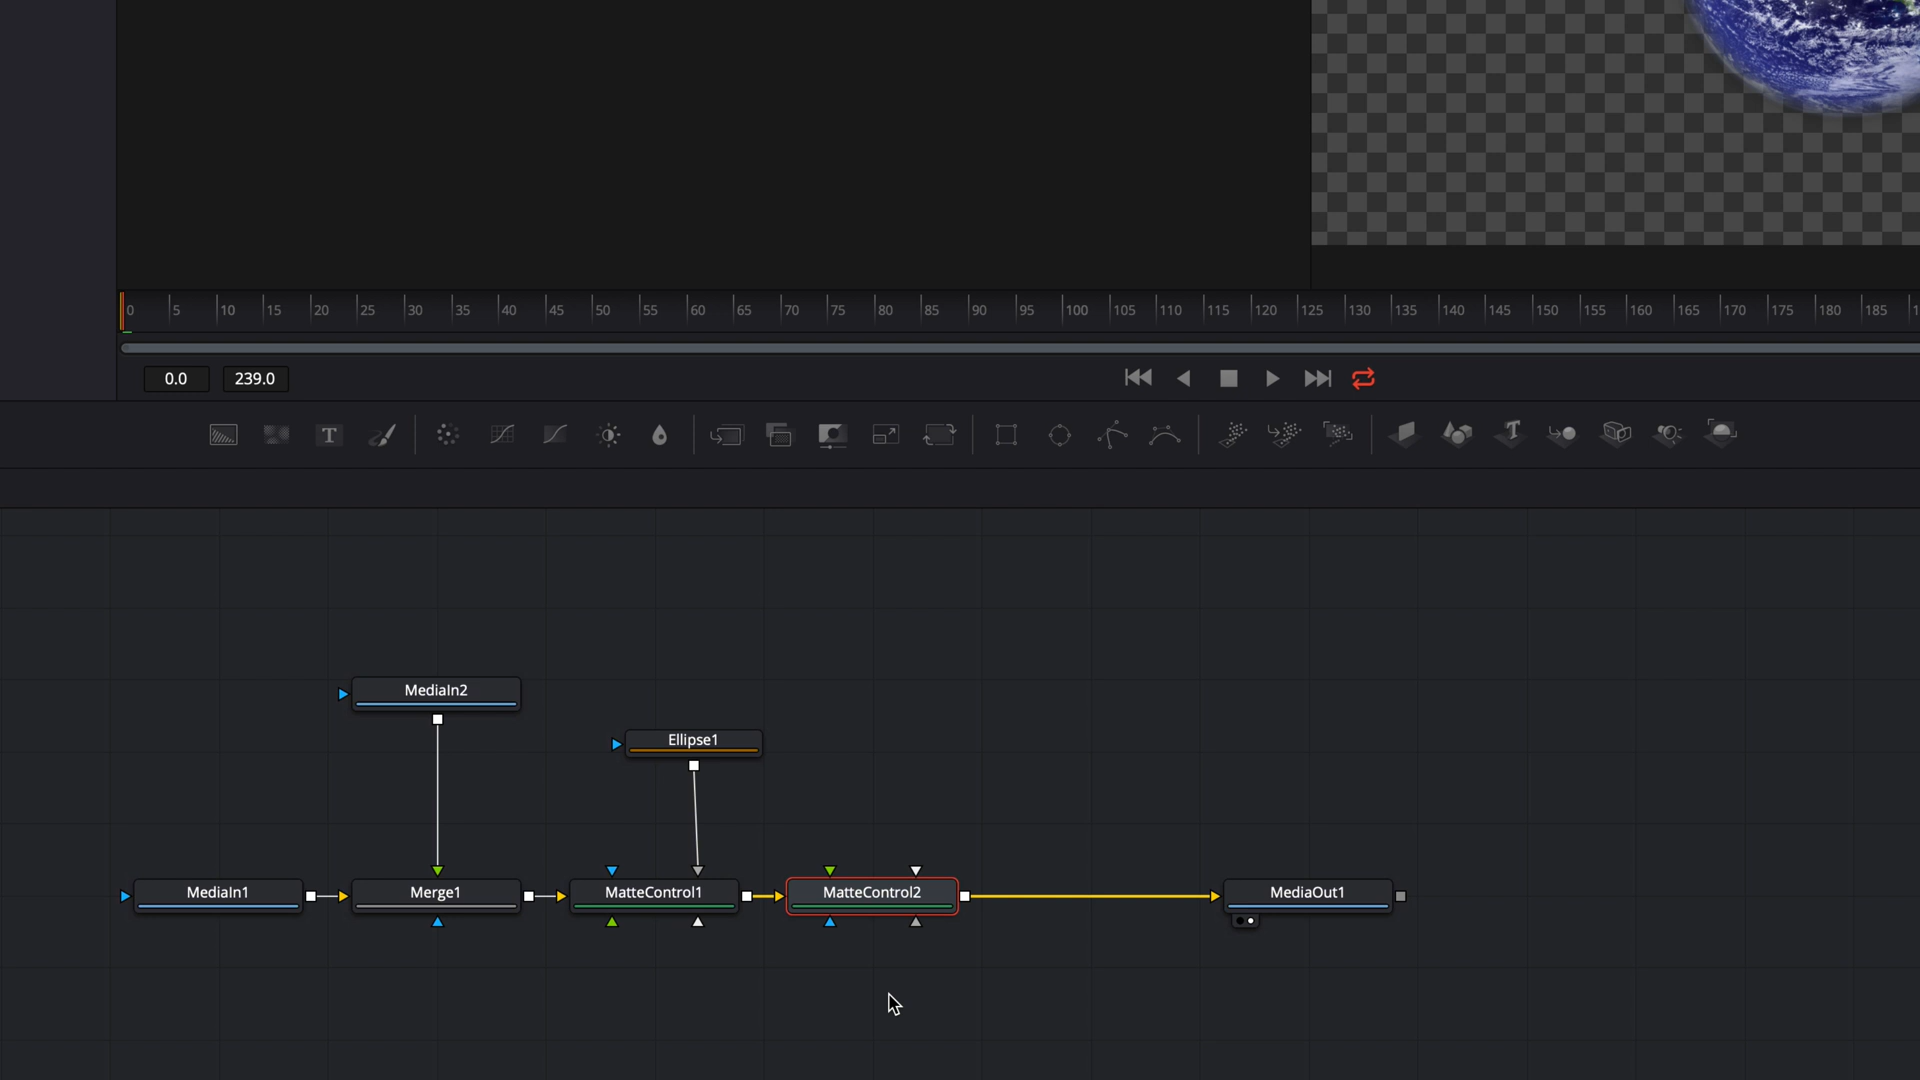 0 5 10 15 20 25 30 35 40 45 50 55 60 65 70 75 80 85 90 95 100 105 110 115 120 125 130 135 140 145 150 155 160 165 170 175 180 185
0.0 239.0
T T
MediaIn2
Ellipse1
MediaIn1 Merge1 MatteControl1 MatteControl2 MediaOut1